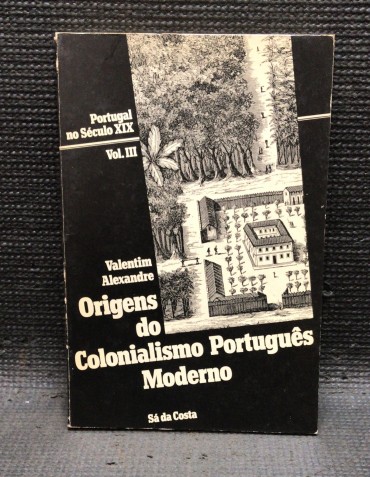 Portugal
no Século XIX
Vol. III
Valentim
Alexandre
Origens
do
Colonialismo Português
Moderno
Sá da Costa